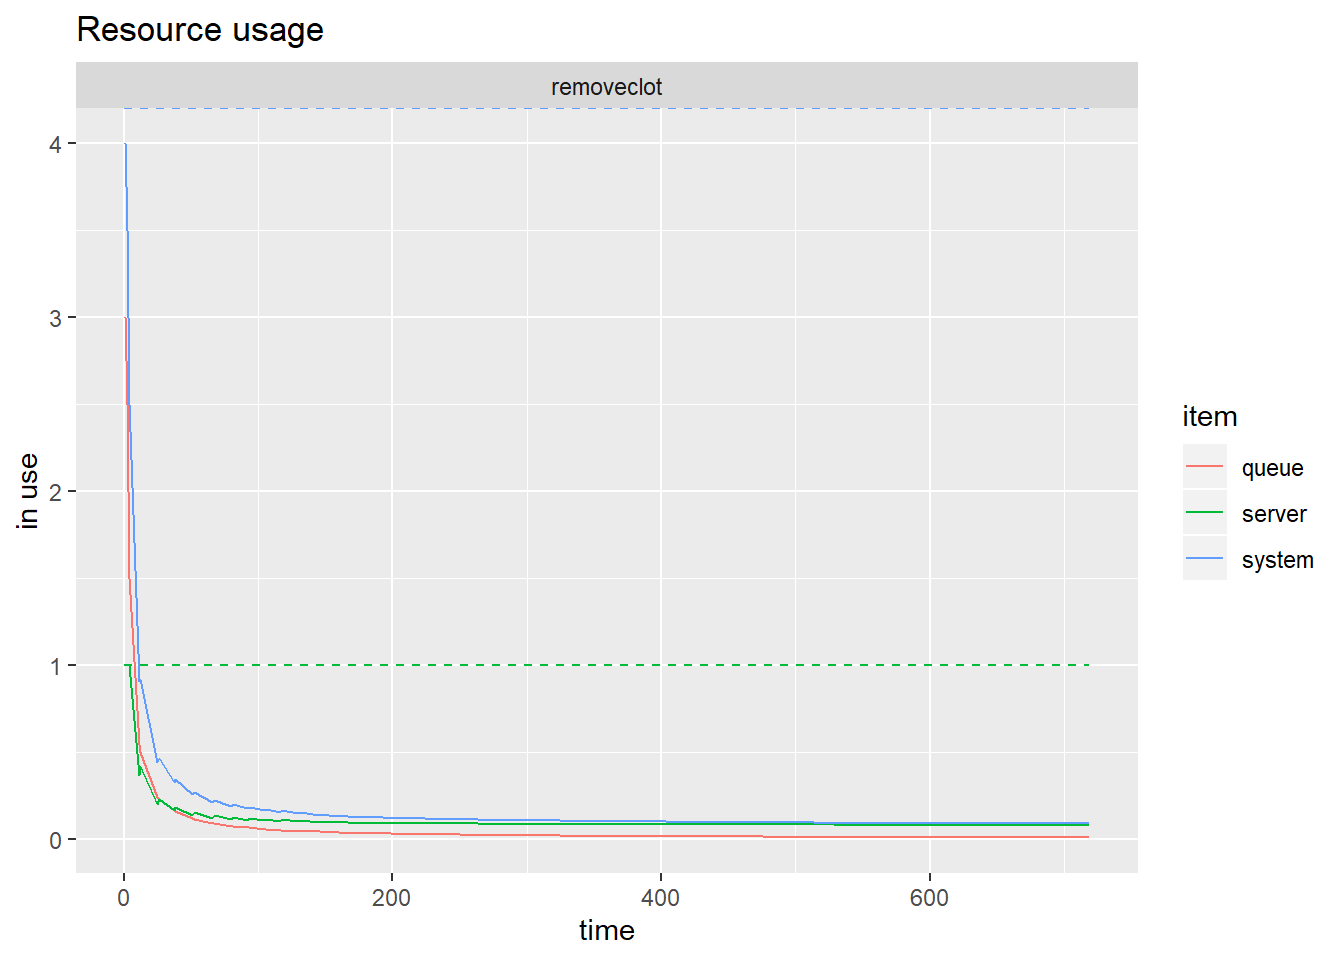 Resource usage
removeclot
4
3
2
1
0
in use
0 200 400 600
time
item
queue
server
system